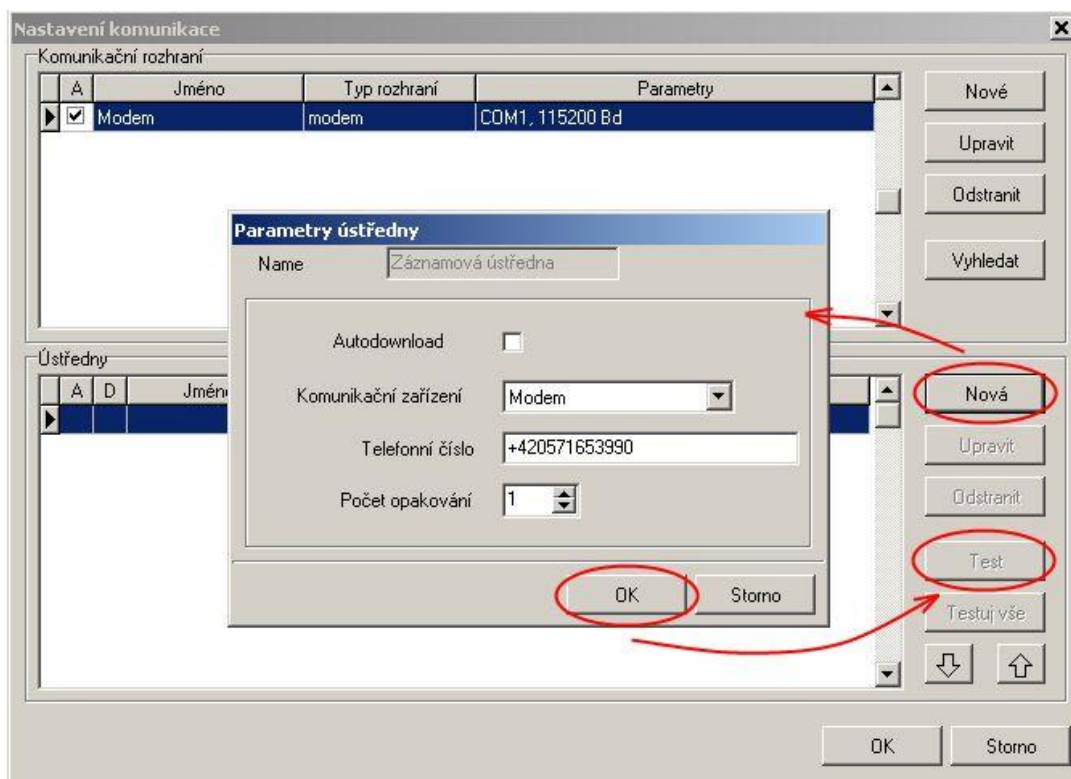 Nastavení komunikace
Komunikační rozhraní
A Jméno Typ rozhraní Parametry
Modem modem COM1, 115200 Bd
Nové
Upravit
Odstranit
Vyhledat
Parametry ústředny
Name Záznamová ústředna
Autodownload
Komunikační zařízení Modem
Telefonní číslo +420571653990
Počet opakování 1
OK Storno
Ústředny
A D
Nová
Upravit
Odstranit
Test
Testuj vše
OK Storno